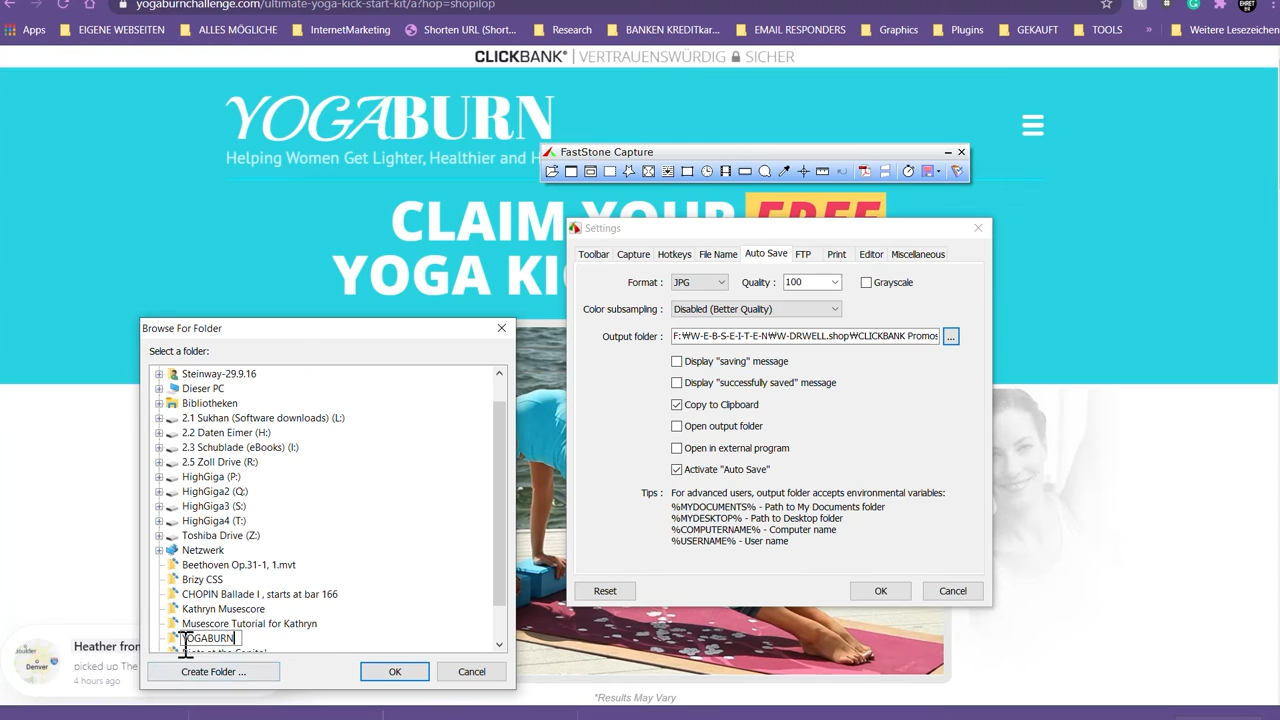 yogaburnchallenge.com/ultimate-yoga-kick-start-kit/a?hop=shopilop
EHRET
Apps EIGENE WEBSEITEN ALLES MÖGLICHE InternetMarketing Shorten URL (Short... Research BANKEN KREDITkar... EMAIL RESPONDERS Graphics Plugins GEKAUFT TOOLS » Weitere Lesezeichen
CLICKBANK® | VERTRAUENSWÜRDIG SICHER
YOGABURN
Helping Women Get Lighter, Healthier and H
FastStone Capture
CLAIM YOUR FREE
YOGA KI
Settings
Toolbar Capture Hotkeys File Name Auto Save FTP Print Editor Miscellaneous
Format : JPG Quality : 100 Grayscale
Color subsampling : Disabled (Better Quality)
Output folder : F:₩W-E-B-S-E-I-T-E-N₩W-DRWELL.shop₩CLICKBANK Promos ...
Display "saving" message
Display "successfully saved" message
Copy to Clipboard
Open output folder
Open in external program
Activate "Auto Save"
Tips : For advanced users, output folder accepts environmental variables:
%MYDOCUMENTS% - Path to My Documents folder
%MYDESKTOP% - Path to Desktop folder
%COMPUTERNAME% - Computer name
%USERNAME% - User name
Reset OK Cancel
Browse For Folder
Select a folder:
Steinway-29.9.16
Dieser PC
Bibliotheken
2.1 Sukhan (Software downloads) (L:)
2.2 Daten Eimer (H:)
2.3 Schublade (eBooks) (I:)
2.5 Zoll Drive (R:)
HighGiga (P:)
HighGiga2 (Q:)
HighGiga3 (S:)
HighGiga4 (T:)
Toshiba Drive (Z:)
Netzwerk
Beethoven Op.31-1, 1.mvt
Brizy CSS
CHOPIN Ballade I , starts at bar 166
Kathryn Musescore
Musescore Tutorial for Kathryn
YOGABURN
Create Folder ... OK Cancel
Boulder
Denver
Heather from
picked up The
4 hours ago
*Results May Vary